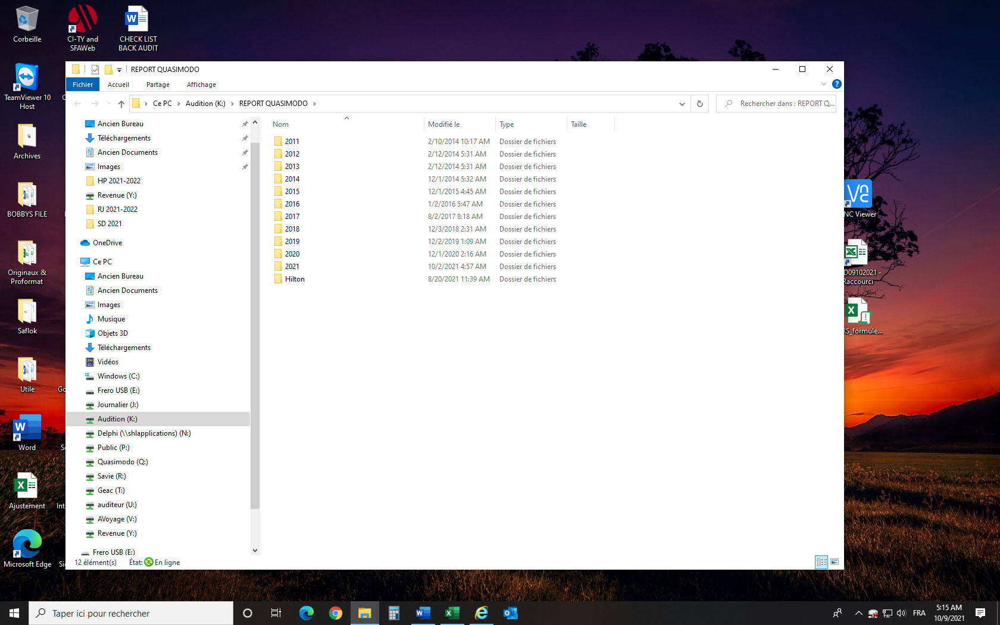 Corbeille
CI-TY and
SFAWeb
CHECK LIST
BACK AUDIT
TeamViewer 10
Host
Archives
BOBBYS FILE
Originaux &
Proformat
Saflok
Utile
Word
Ajustement
Microsoft Edge
REPORT QUASIMODO
Fichier
Accueil
Partage
Affichage
Ce PC
Audition (K:)
REPORT QUASIMODO
Rechercher dans : REPORT Q...
Ancien Bureau
Téléchargements
Ancien Documents
Images
HP 2021-2022
Revenue (Y:)
RJ 2021-2022
SD 2021
OneDrive
Ce PC
Ancien Bureau
Ancien Documents
Images
Musique
Objets 3D
Téléchargements
Vidéos
Windows (C:)
Frero USB (E:)
Journalier (J:)
Audition (K:)
Delphi (\\shlapplications) (N:)
Public (P:)
Quasimodo (Q:)
Savie (R:)
Geac (T:)
auditeur (U:)
AVoyage (V:)
Revenue (Y:)
Frero USB (E:)
Nom Modifié le Type Taille
2011 2/10/2014 10:17 AM Dossier de fichiers
2012 2/12/2014 5:31 AM Dossier de fichiers
2013 2/12/2014 5:31 AM Dossier de fichiers
2014 12/1/2014 5:32 AM Dossier de fichiers
2015 12/1/2015 4:45 AM Dossier de fichiers
2016 1/2/2016 5:47 AM Dossier de fichiers
2017 8/2/2017 8:18 AM Dossier de fichiers
2018 12/3/2018 2:31 AM Dossier de fichiers
2019 12/2/2019 1:09 AM Dossier de fichiers
2020 12/1/2020 2:16 AM Dossier de fichiers
2021 10/2/2021 4:57 AM Dossier de fichiers
Hilton 8/20/2021 11:39 AM Dossier de fichiers
12 élément(s) État: En ligne
NC Viewer
D09102021 -
Raccourci
RS_formule...
Taper ici pour rechercher
FRA
5:15 AM
10/9/2021